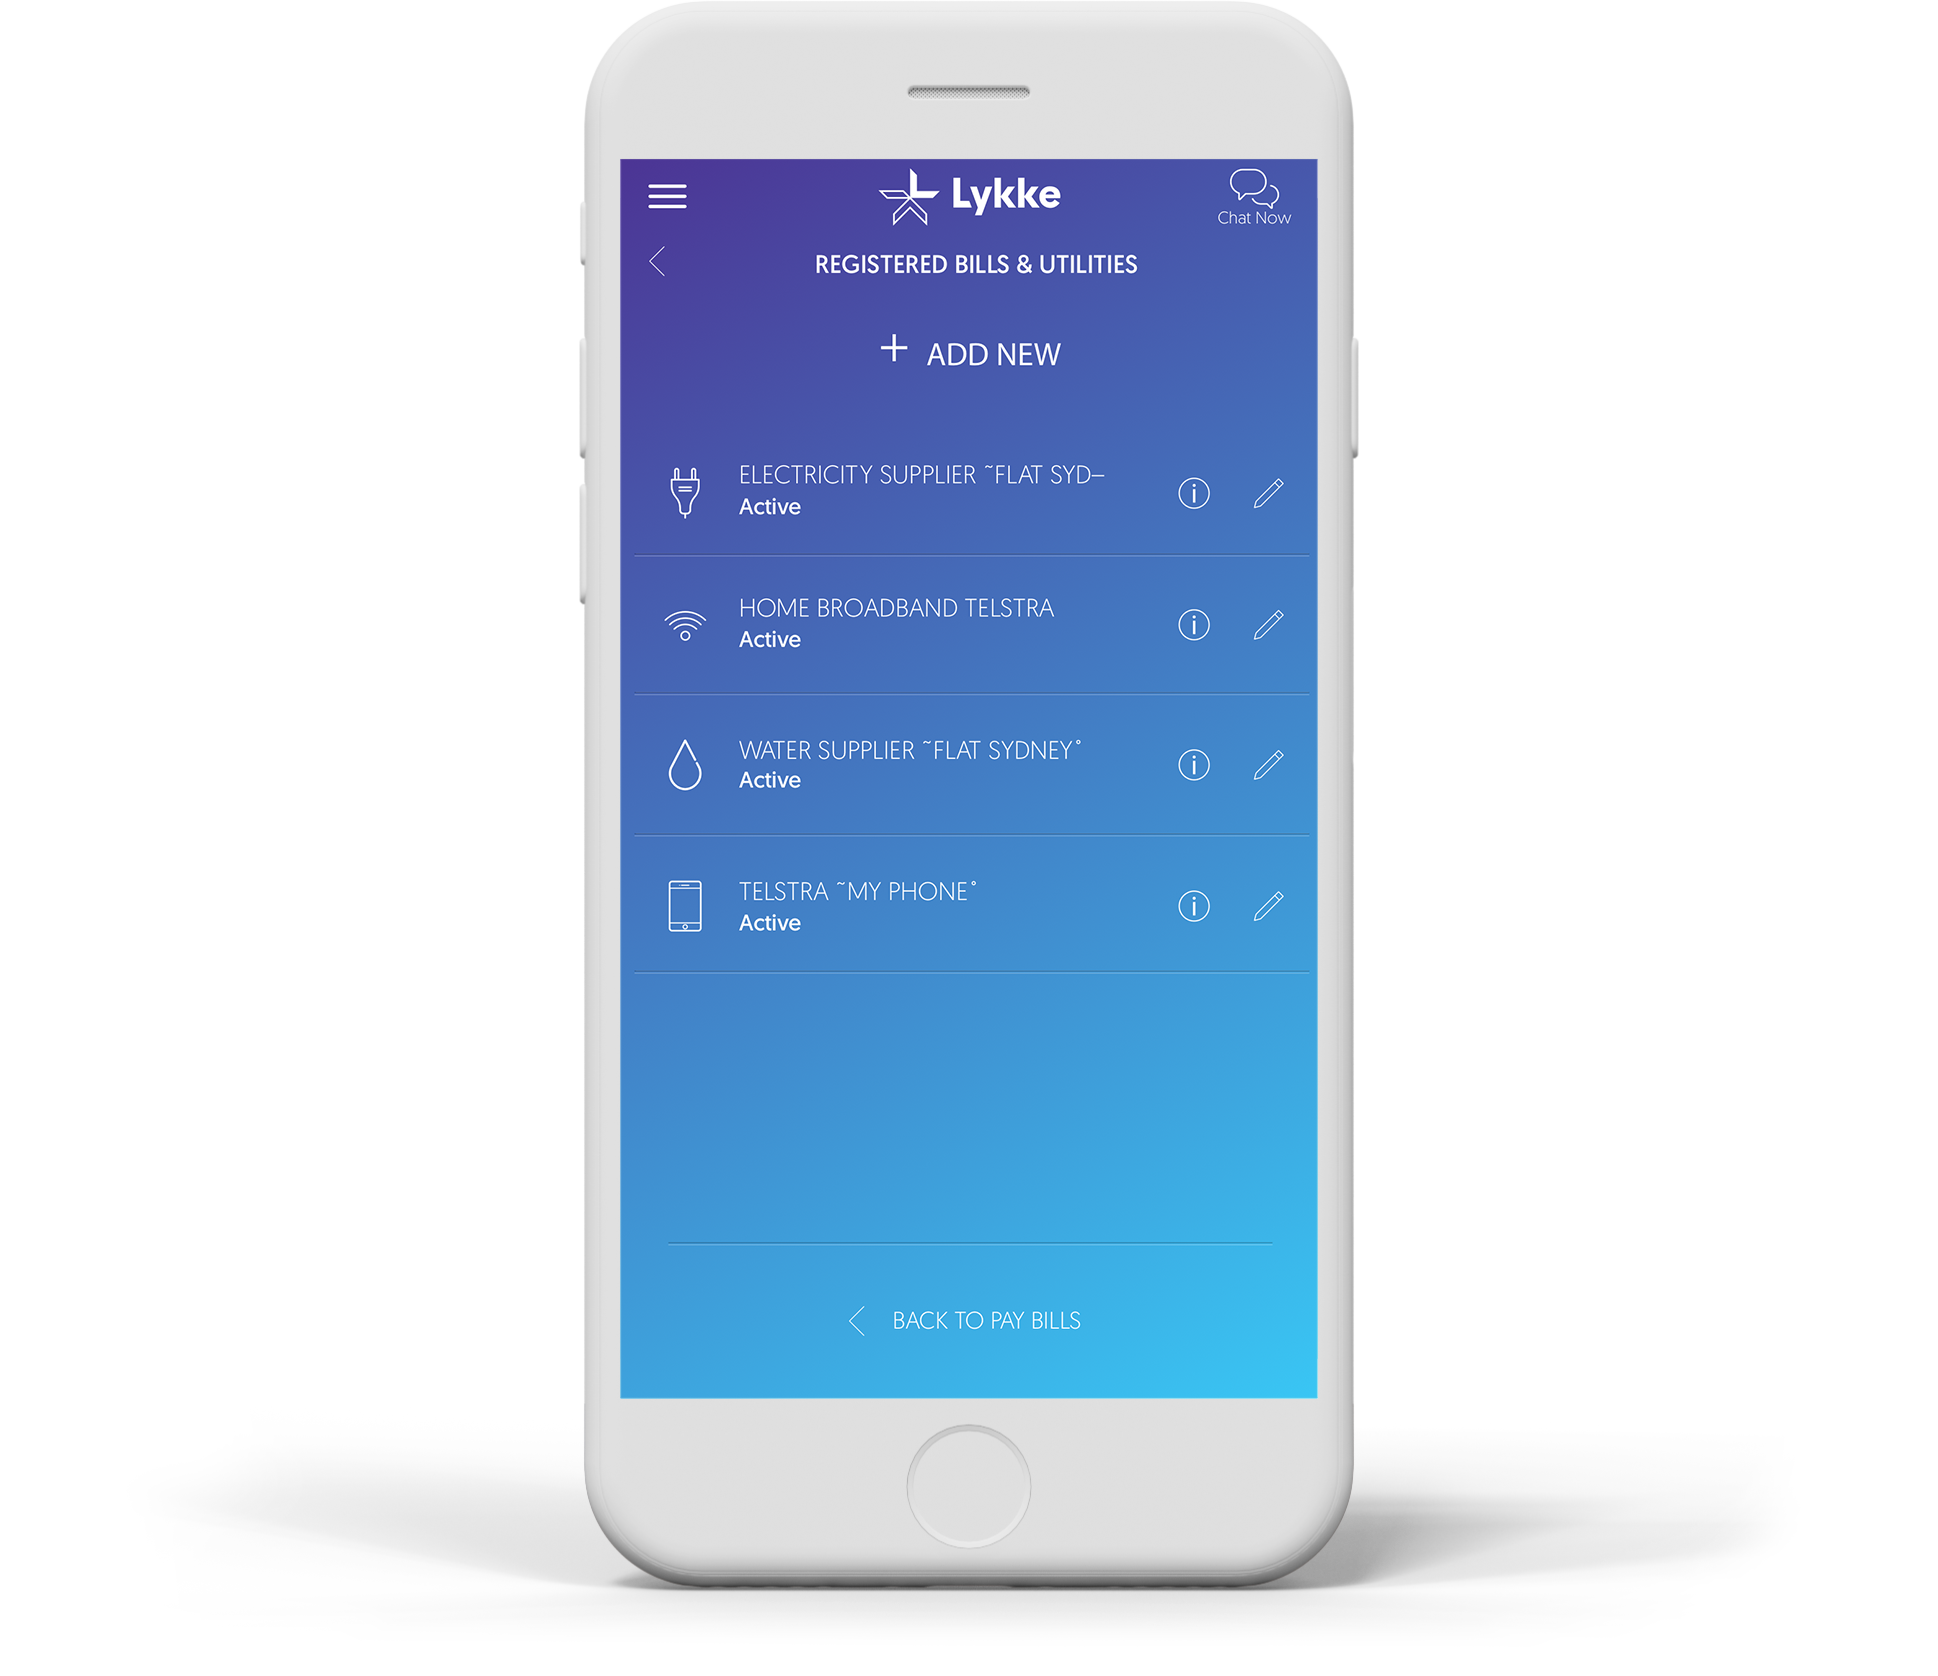 Lykke
Chat Now
REGISTERED BILLS & UTILITIES
+ ADD NEW
ELECTRICITY SUPPLIER ˜FLAT SYD–
Active
HOME BROADBAND TELSTRA
Active
WATER SUPPLIER ˜FLAT SYDNEY˚
Active
TELSTRA ˜MY PHONE˚
Active
BACK TO PAY BILLS